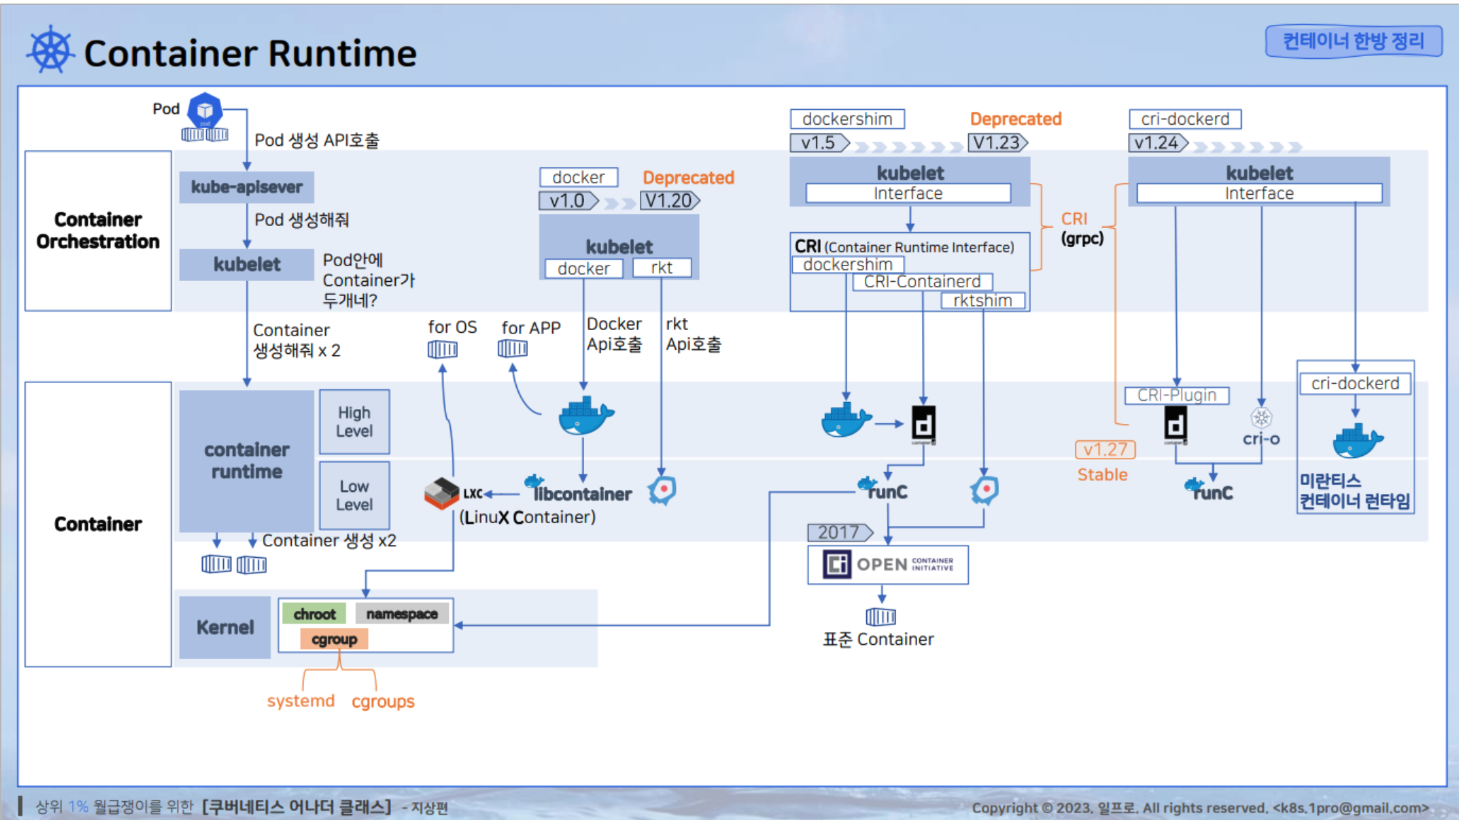 Container Runtime
컨테이너 한방 정리
Pod
Pod 생성 API호출
Container
Orchestration
kube-apisever
Pod 생성해줘
kubelet
Pod안에
Container가
두개네?
Container
생성해줘 x 2
docker
Deprecated
v1.0
V1.20
kubelet
docker
rkt
Docker
Api호출
rkt
Api호출
for OS
for APP
dockershim
Deprecated
v1.5
V1.23
kubelet
Interface
CRI (Container Runtime Interface)
dockershim
CRI-Containerd
rktshim
CRI
(grpc)
cri-dockerd
v1.24
kubelet
Interface
Container
container
runtime
High
Level
Low
Level
Container 생성 x2
LXC
libcontainer
(LinuX Container)
runC
2017
OPEN CONTAINER
INITIATIVE
표준 Container
v1.27
Stable
CRI-Plugin
cri-o
runC
cri-dockerd
미란티스
컨테이너 런타임
Kernel
chroot
namespace
cgroup
systemd
cgroups
상위 1% 월급쟁이를 위한 [쿠버네티스 어나더 클래스] - 지상편
Copyright © 2023. 일프로. All rights reserved. <k8s.1pro@gmail.com>